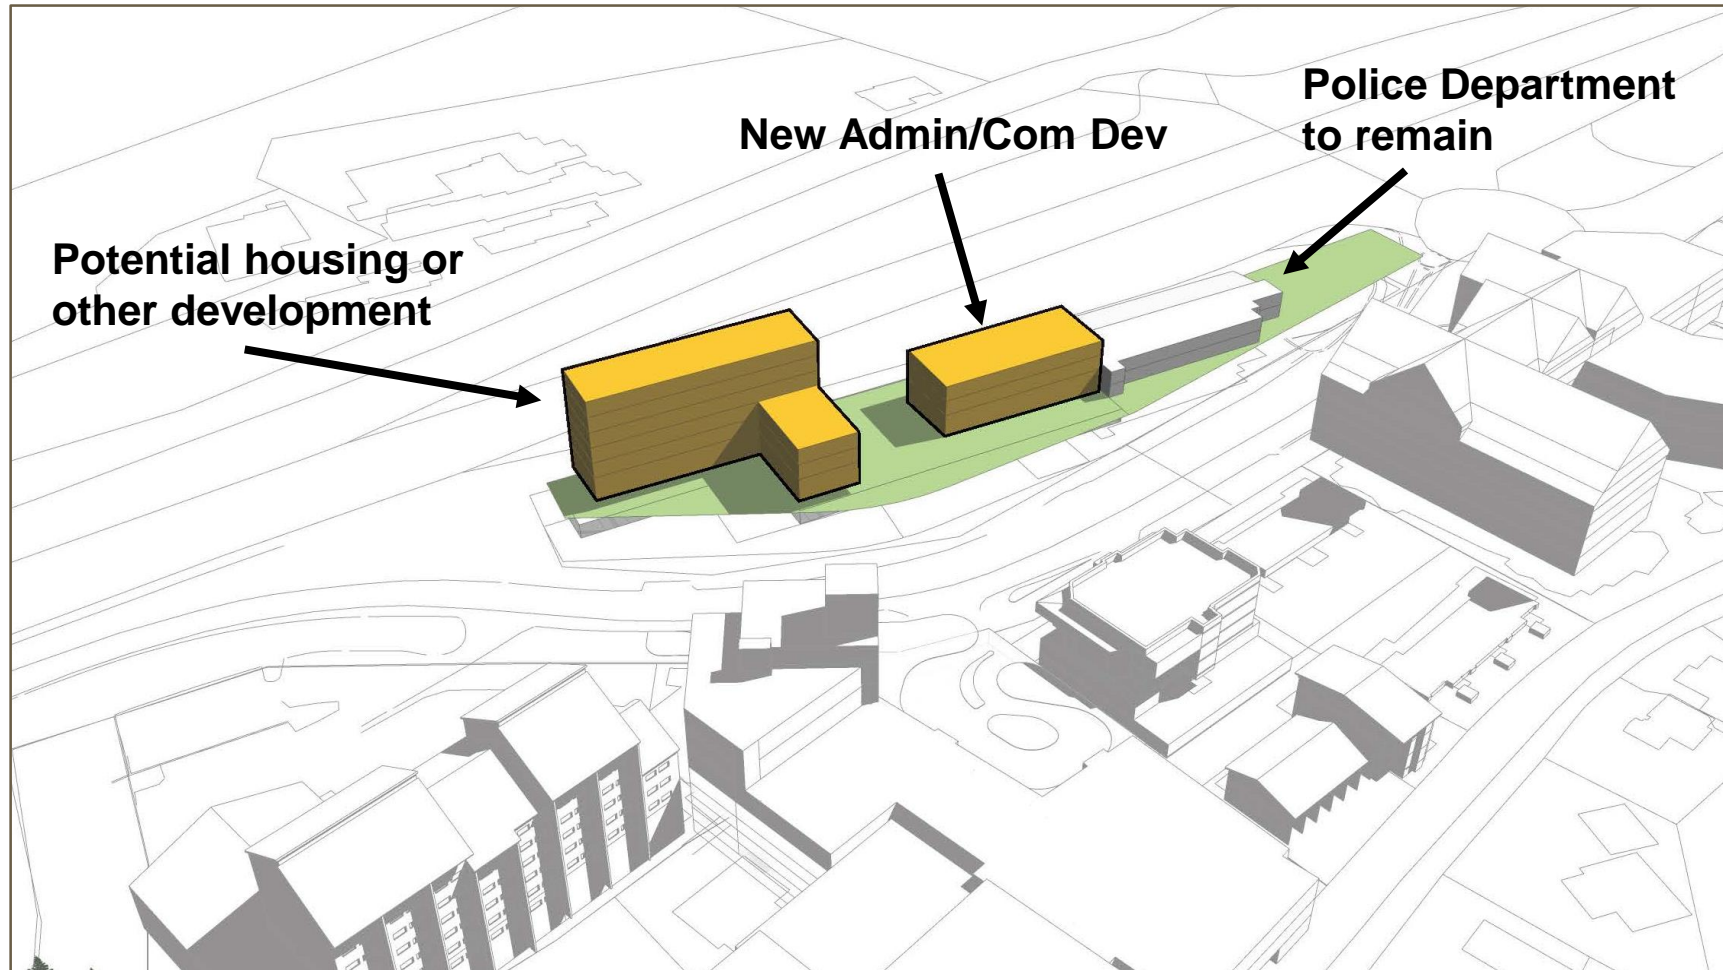 Police Department
to remain
New Admin/Com Dev
Potential housing or
other development